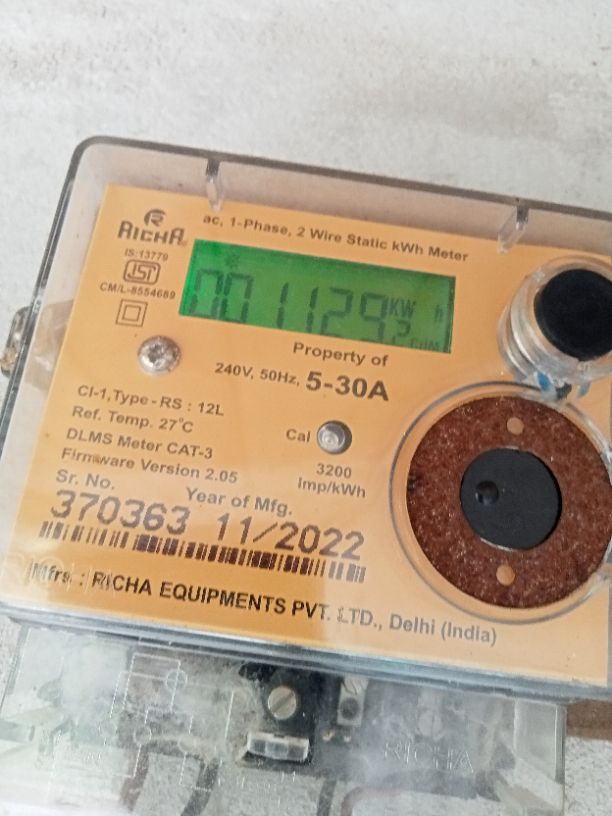 RICHA
ac, 1-Phase, 2 Wire Static kWh Meter
IS:13779
ISI
CM/L-8554689
001129.2 KW h
CUM
Property of
240V, 50Hz, 5-30A
Cl-1, Type - RS : 12L
Ref. Temp. 27°C
DLMS Meter CAT-3
Firmware Version 2.05
Cal
3200
Imp/kWh
Sr. No. Year of Mfg.
370363 11/2022
Mfrs. : RICHA EQUIPMENTS PVT. LTD., Delhi (India)
RICHA